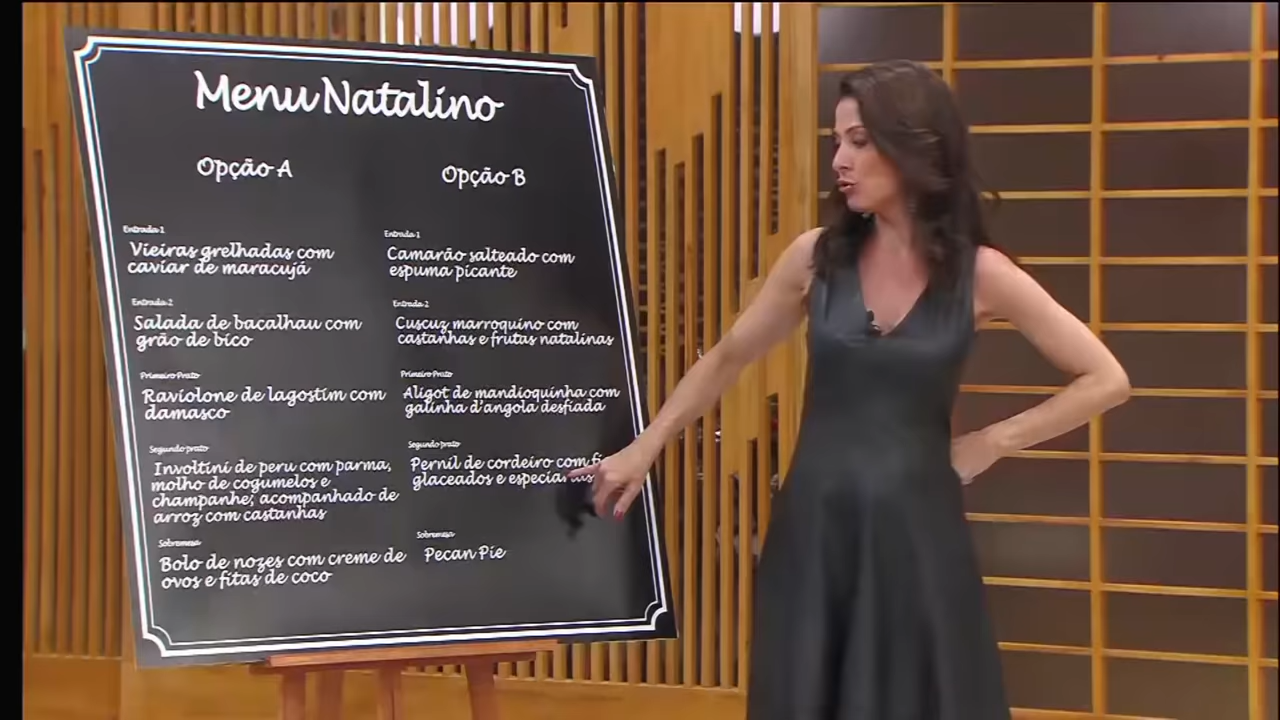 Menu Natalino
Opção A
Entrada 1
Vieiras grelhadas com
caviar de maracujá
Entrada 2
Salada de bacalhau com
grão de bico
Primeiro Prato
Raviolone de lagostim com
damasco
Segundo prato
Involtini de peru com parma,
molho de cogumelos e
champanhe; acompanhado de
arroz com castanhas
Sobremesa
Bolo de nozes com creme de
ovos e fitas de coco
Opção B
Entrada 1
Camarão salteado com
espuma picante
Entrada 2
Cuscuz marroquino com
castanhas e frutas natalinas
Primeiro Prato
Aligot de mandioquinha com
galinha d'angola desfiada
Segundo prato
Pernil de cordeiro com
glaceados e especiarias
Sobremesa
Pecan Pie